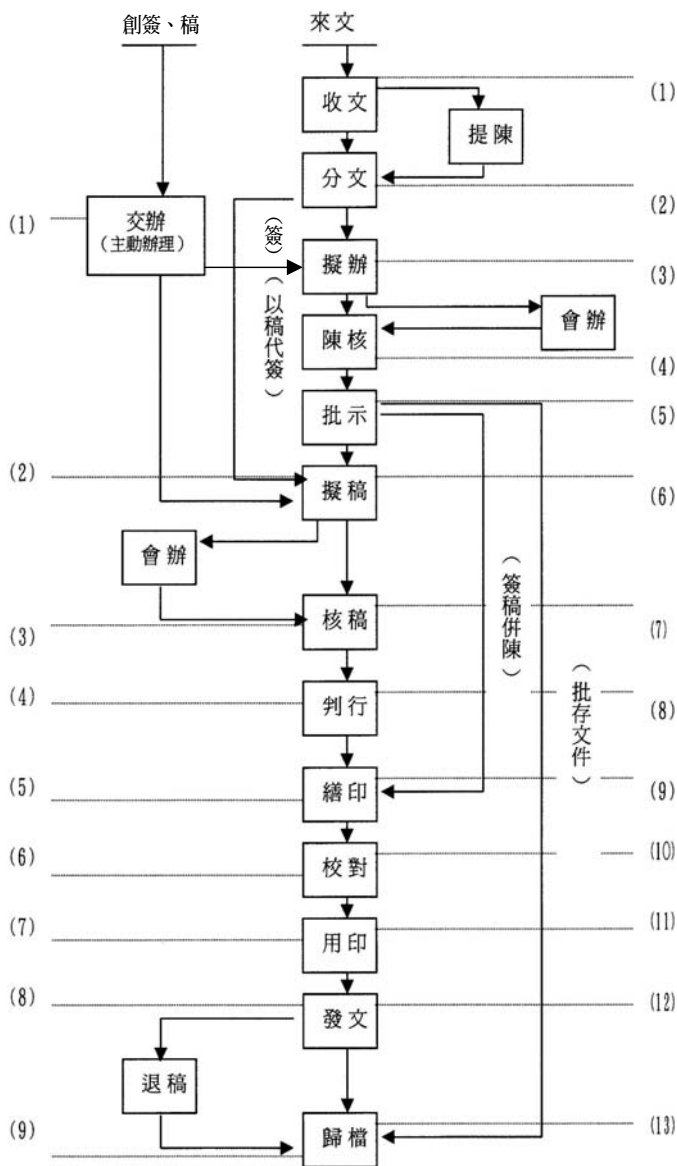 創簽、稿
來文
收文
(1)
提陳
分文
(2)
(1)
交辦
(主動辦理)
(簽)
(以稿代簽)
擬辦
(3)
會辦
陳核
(4)
批示
(5)
(2)
擬稿
(6)
會辦
(簽稿併陳)
(批存文件)
核稿
(3)
(7)
(4)
判行
(8)
(5)
繕印
(9)
(6)
校對
(10)
(7)
用印
(11)
(8)
發文
(12)
退稿
(9)
歸檔
(13)